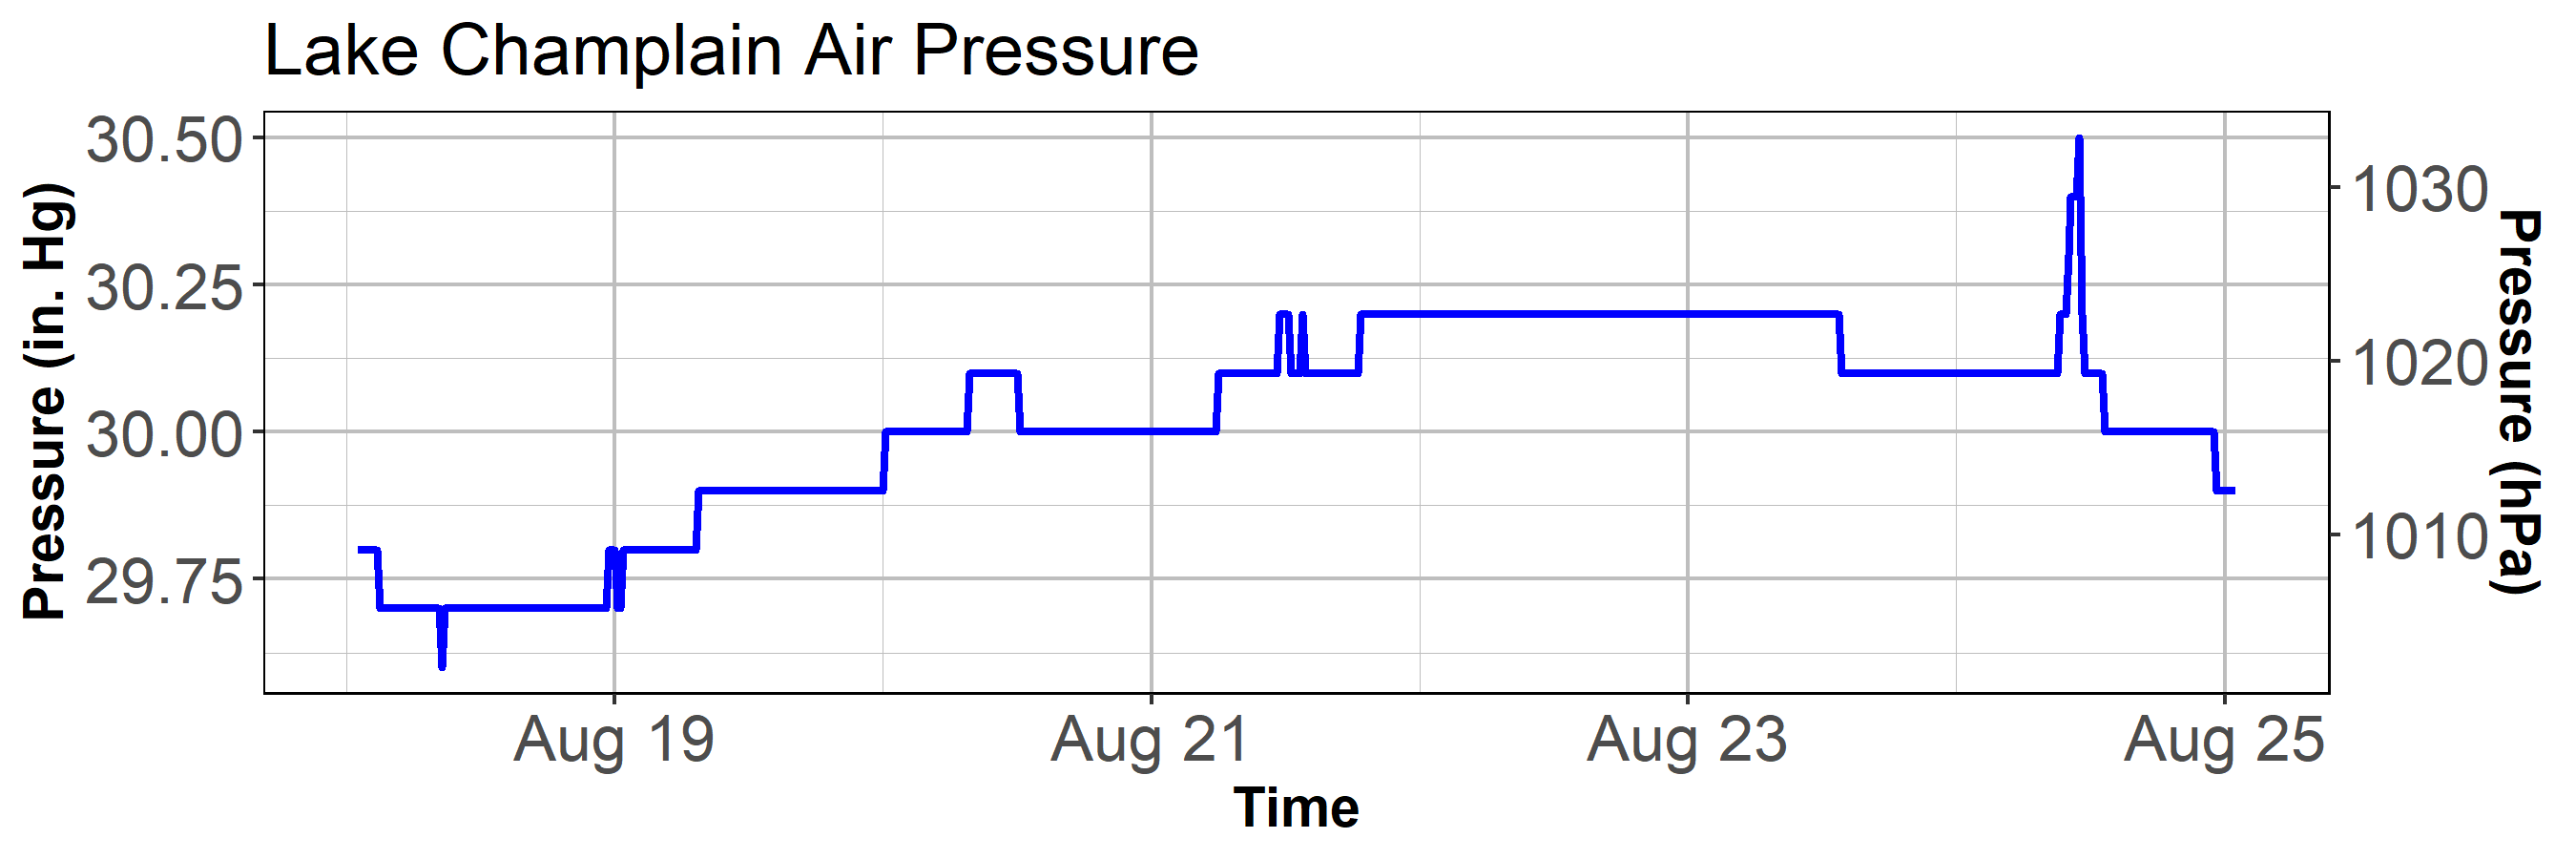 Lake Champlain Air Pressure
Pressure (in. Hg)
30.50
30.25
30.00
29.75
1030
1020
1010
Pressure (hPa)
Aug 19 Aug 21 Aug 23 Aug 25
Time